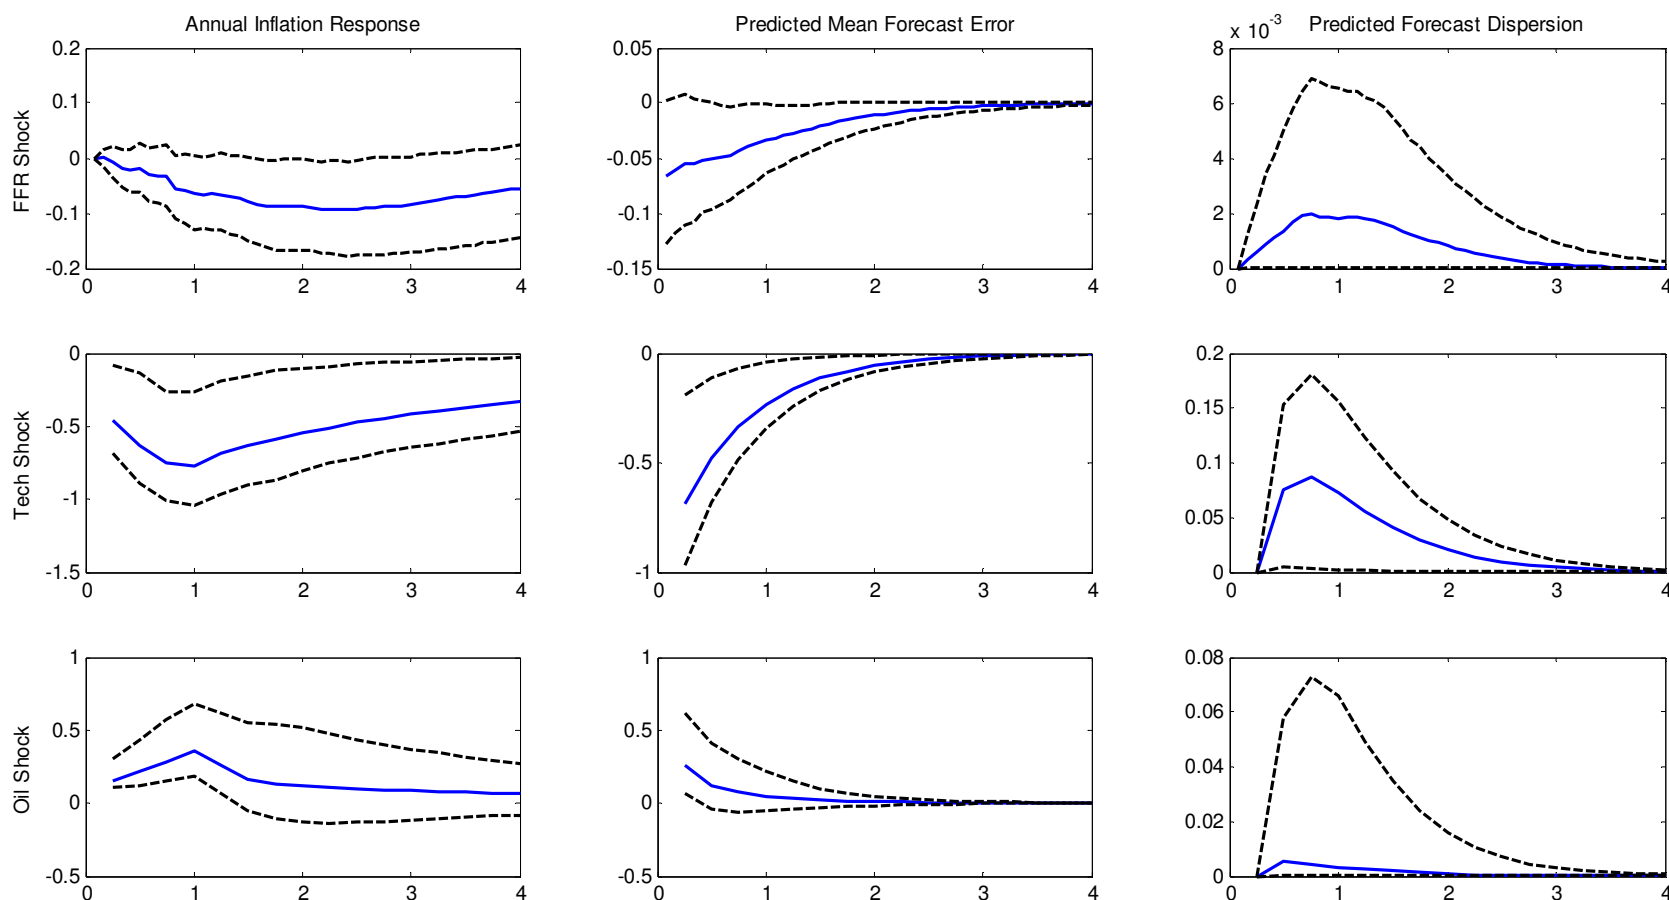 Annual Inflation Response
Predicted Mean Forecast Error
x 10-3 Predicted Forecast Dispersion
FFR Shock
0.2
0.1
0
-0.1
-0.2
0 1 2 3 4
0.05
0
-0.05
-0.1
-0.15
0 1 2 3 4
8
6
4
2
0
0 1 2 3 4
Tech Shock
0
-0.5
-1
-1.5
0 1 2 3 4
0
-0.5
-1
0 1 2 3 4
0.2
0.15
0.1
0.05
0
0 1 2 3 4
Oil Shock
1
0.5
0
-0.5
0 1 2 3 4
1
0.5
0
-0.5
0 1 2 3 4
0.08
0.06
0.04
0.02
0
0 1 2 3 4